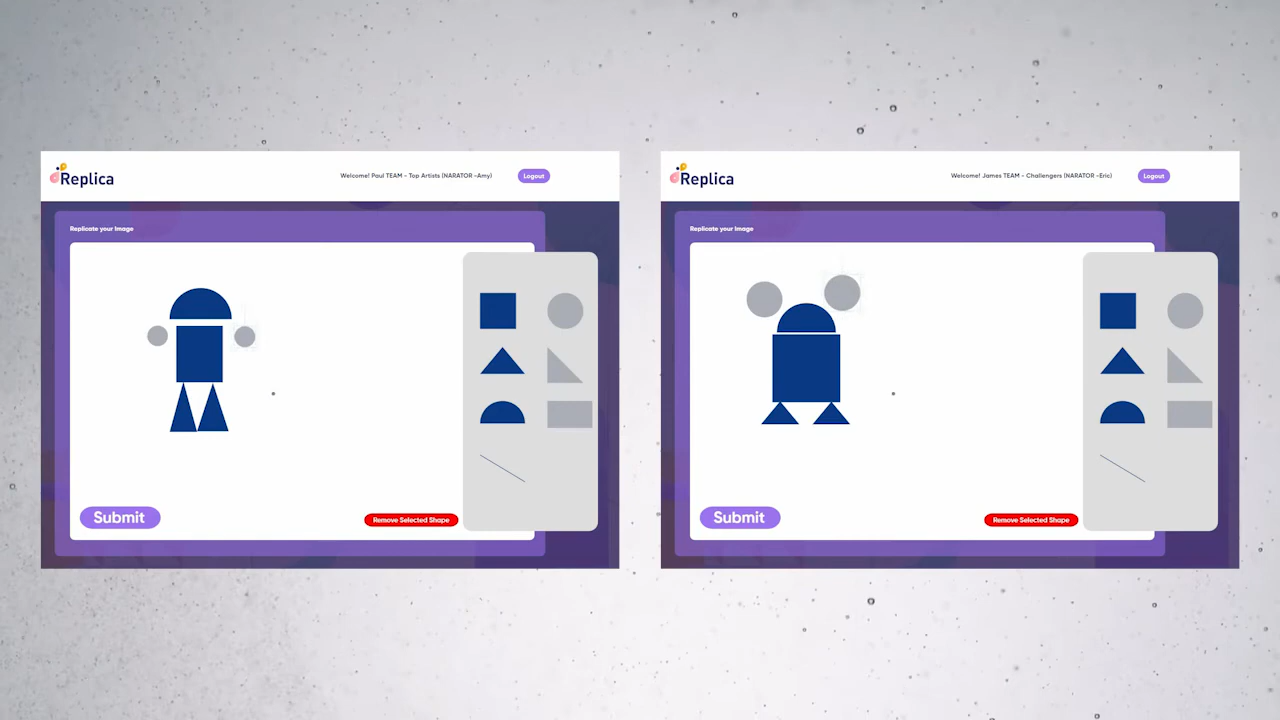 Replica
Welcome! Paul TEAM - Top Artists (NARATOR -Amy)
Logout
Replicate your Image
Submit
Remove Selected Shape
Replica
Welcome! James TEAM - Challengers (NARATOR -Eric)
Logout
Replicate your Image
Submit
Remove Selected Shape